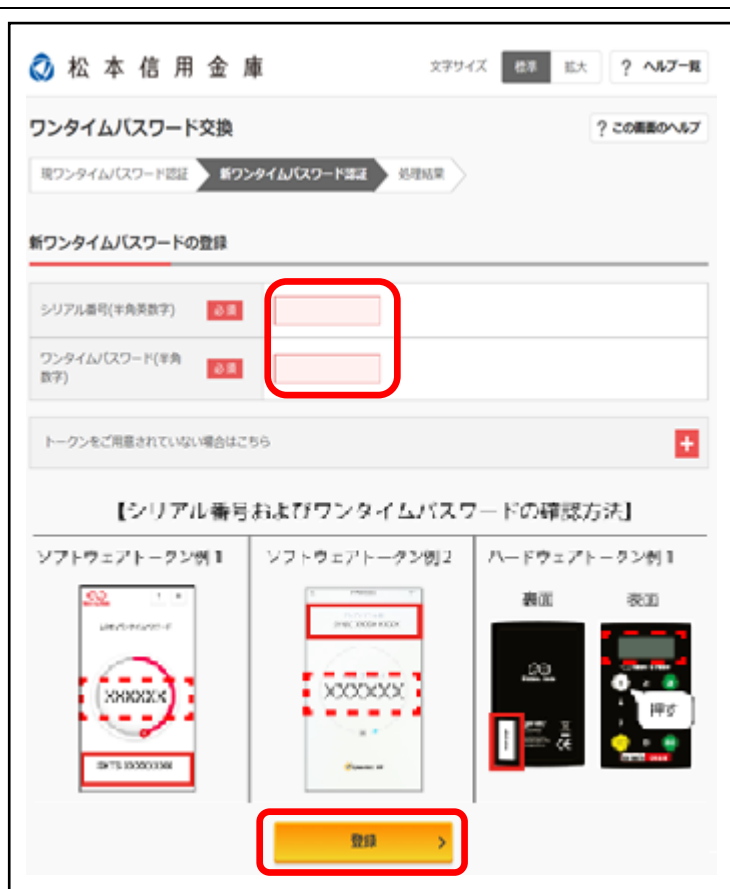 松本信用金庫
文字サイズ 標準 拡大 ? ヘルプ一覧
ワンタイムパスワード交換
? この画面のヘルプ
現ワンタイムパスワード認証 新ワンタイムパスワード認証 処理結果
新ワンタイムパスワードの登録
シリアル番号(半角英数字) 必須
ワンタイムパスワード(半角
数字) 必須
トークンをご用意されていない場合はこちら
【シリアル番号およびワンタイムパスワードの確認方法】
ソフトウェアトークン例1 ソフトウェアトークン例2 ハードウェアトークン例1
裏面 表面
XXXXXX
XXXXXX
押す
登録